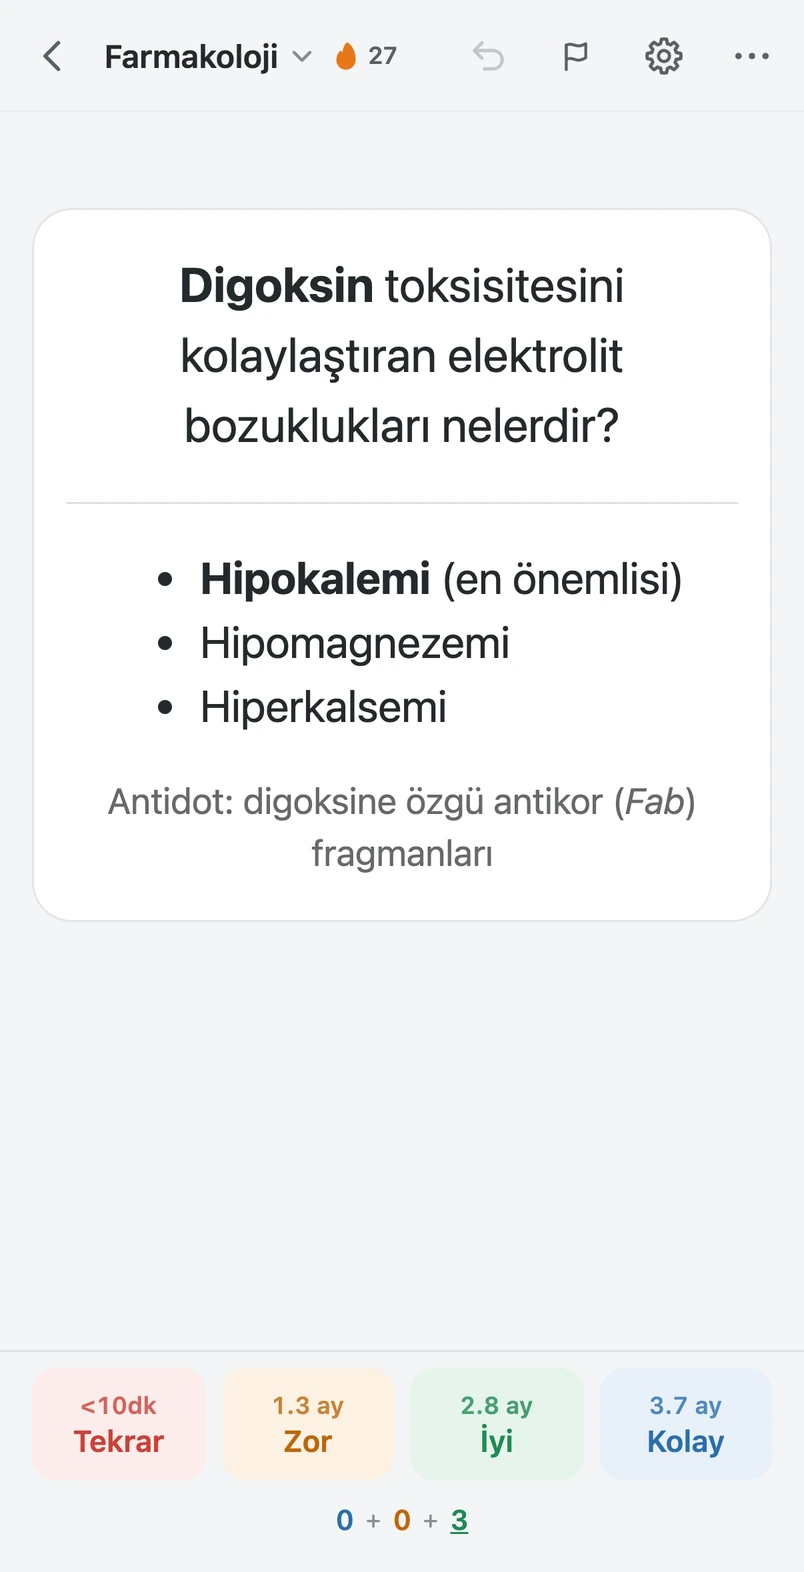 Farmakoloji 27
Digoksin toksisitesini
kolaylaştıran elektrolit
bozuklukları nelerdir?
• Hipokalemi (en önemlisi)
• Hipomagnezemi
• Hiperkalsemi
Antidot: digoksine özgü antikor (Fab)
fragmanları
<10dk 1.3 ay 2.8 ay 3.7 ay
Tekrar Zor İyi Kolay
0 + 0 + 3